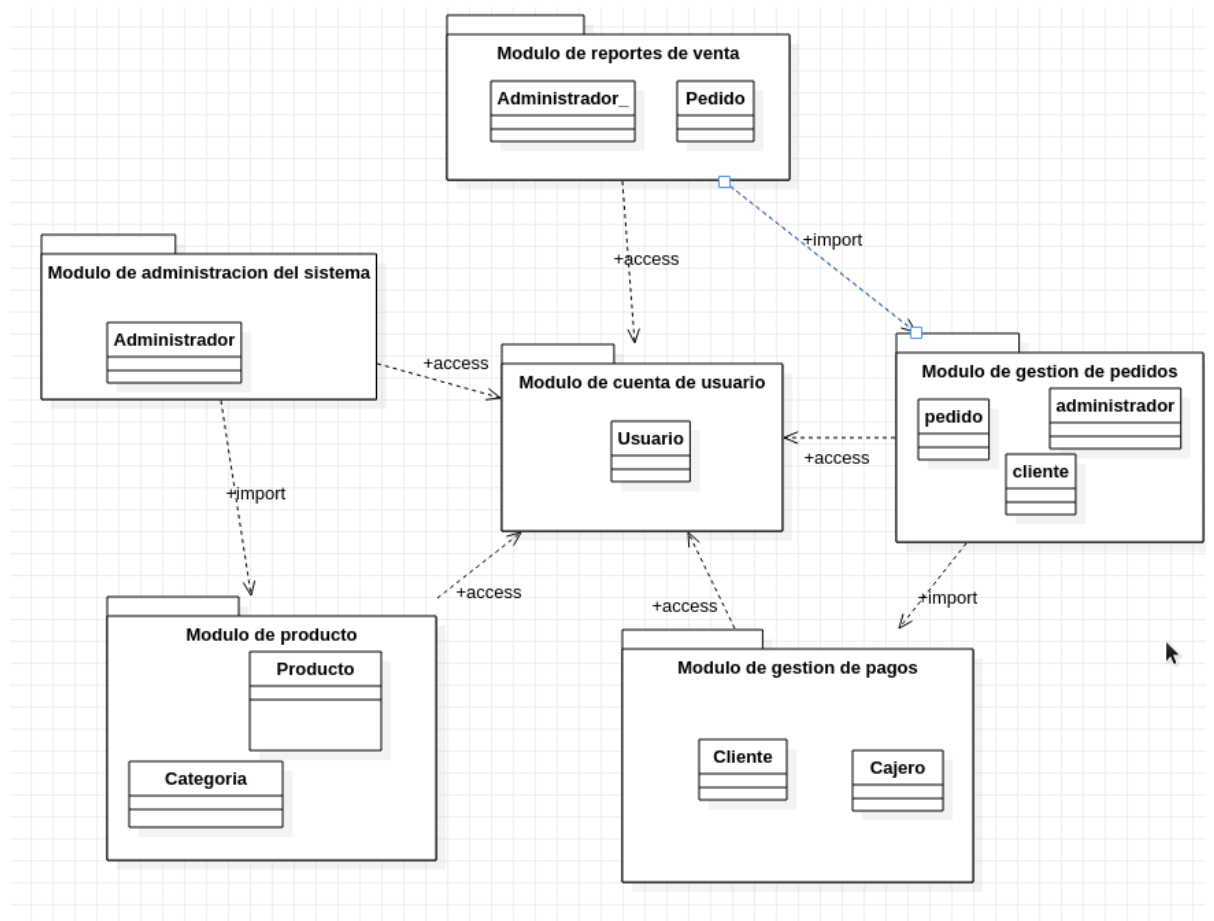 Modulo de reportes de venta
Administrador_
Pedido
+import
+access
Modulo de administracion del sistema
Administrador
+access
Modulo de cuenta de usuario
Usuario
Modulo de gestion de pedidos
pedido
administrador
cliente
+access
+import
+access
+access
+import
Modulo de producto
Producto
Categoria
Modulo de gestion de pagos
Cliente
Cajero